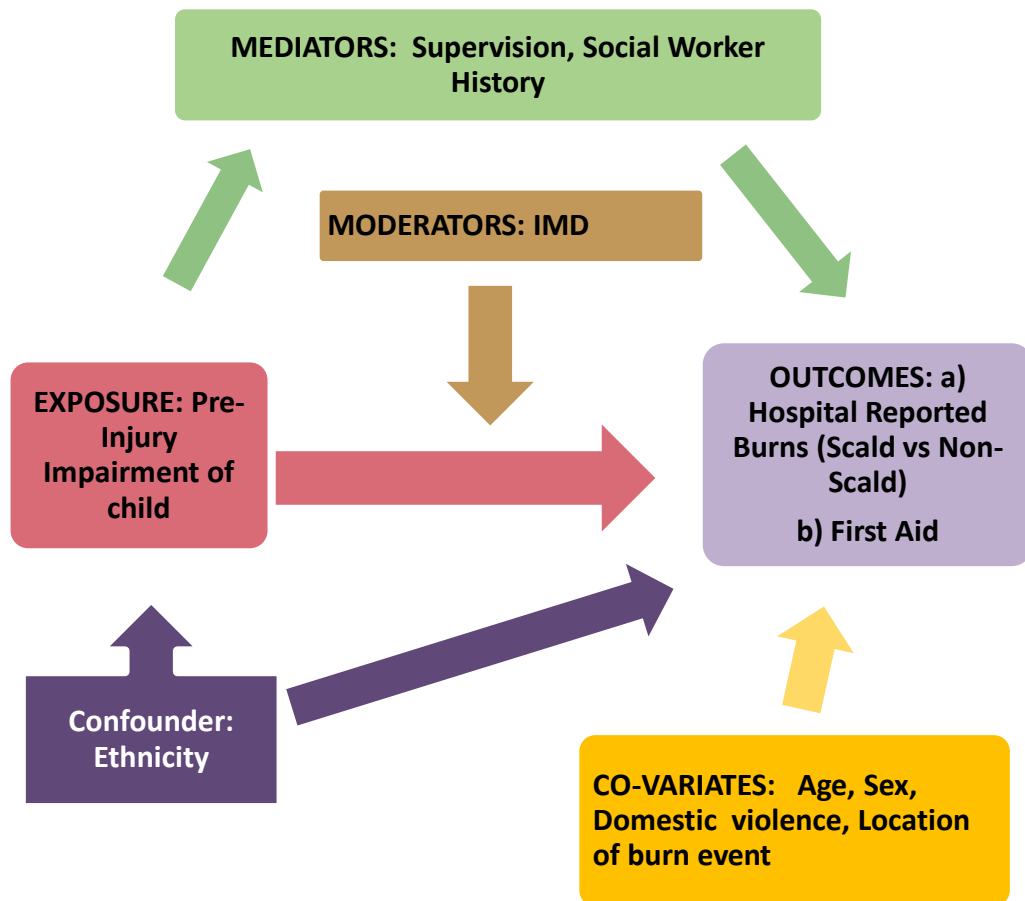 MEDIATORS:  Supervision, Social Worker
History
MODERATORS: IMD
EXPOSURE: Pre-
Injury
Impairment of
child
OUTCOMES: a)
Hospital Reported
Burns (Scald vs Non-
Scald)
b) First Aid
Confounder:
Ethnicity
CO-VARIATES:   Age, Sex,
Domestic  violence, Location
of burn event